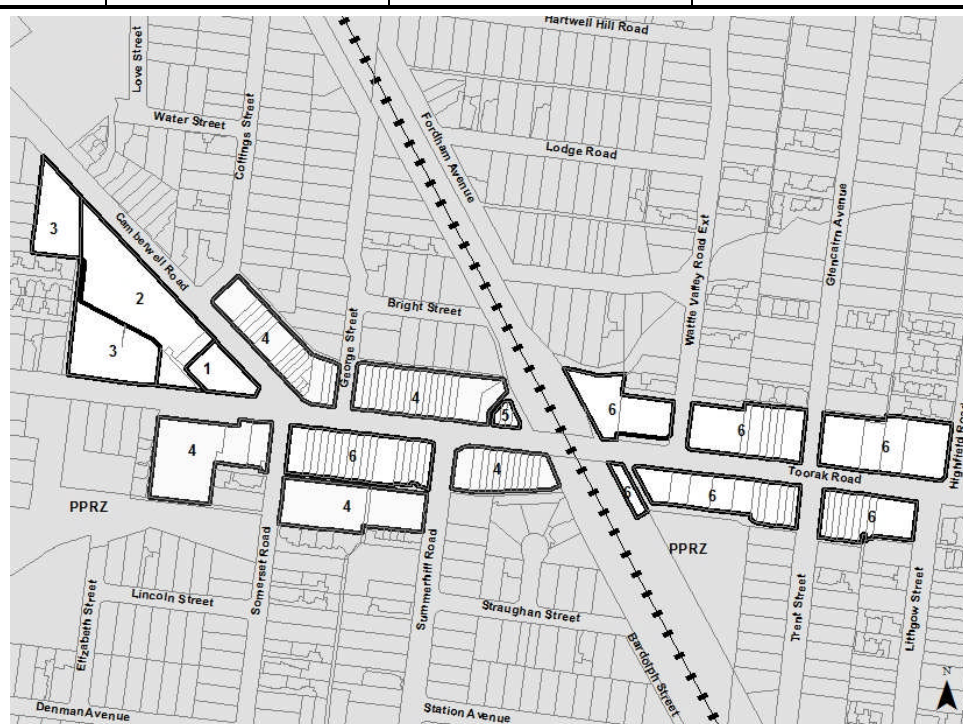 Hartwell Hill Road
Love Street
Water Street
Collings Street
Fordham Avenue
Lodge Road
Camberwell Road
Wattle Valley Road Ext
Glencairn Avenue
3
2
Bright Street
George Street
4
3
1
4
5
6
6
6
Highfield Road
4
6
4
Toorak Road
4
6
6
6
PPRZ
PPRZ
Somerset Road
Summerhill Road
Elizabeth Street
Lincoln Street
Straughan Street
Trent Street
Lithgow Street
Bardolph Street
Denman Avenue
Station Avenue
N